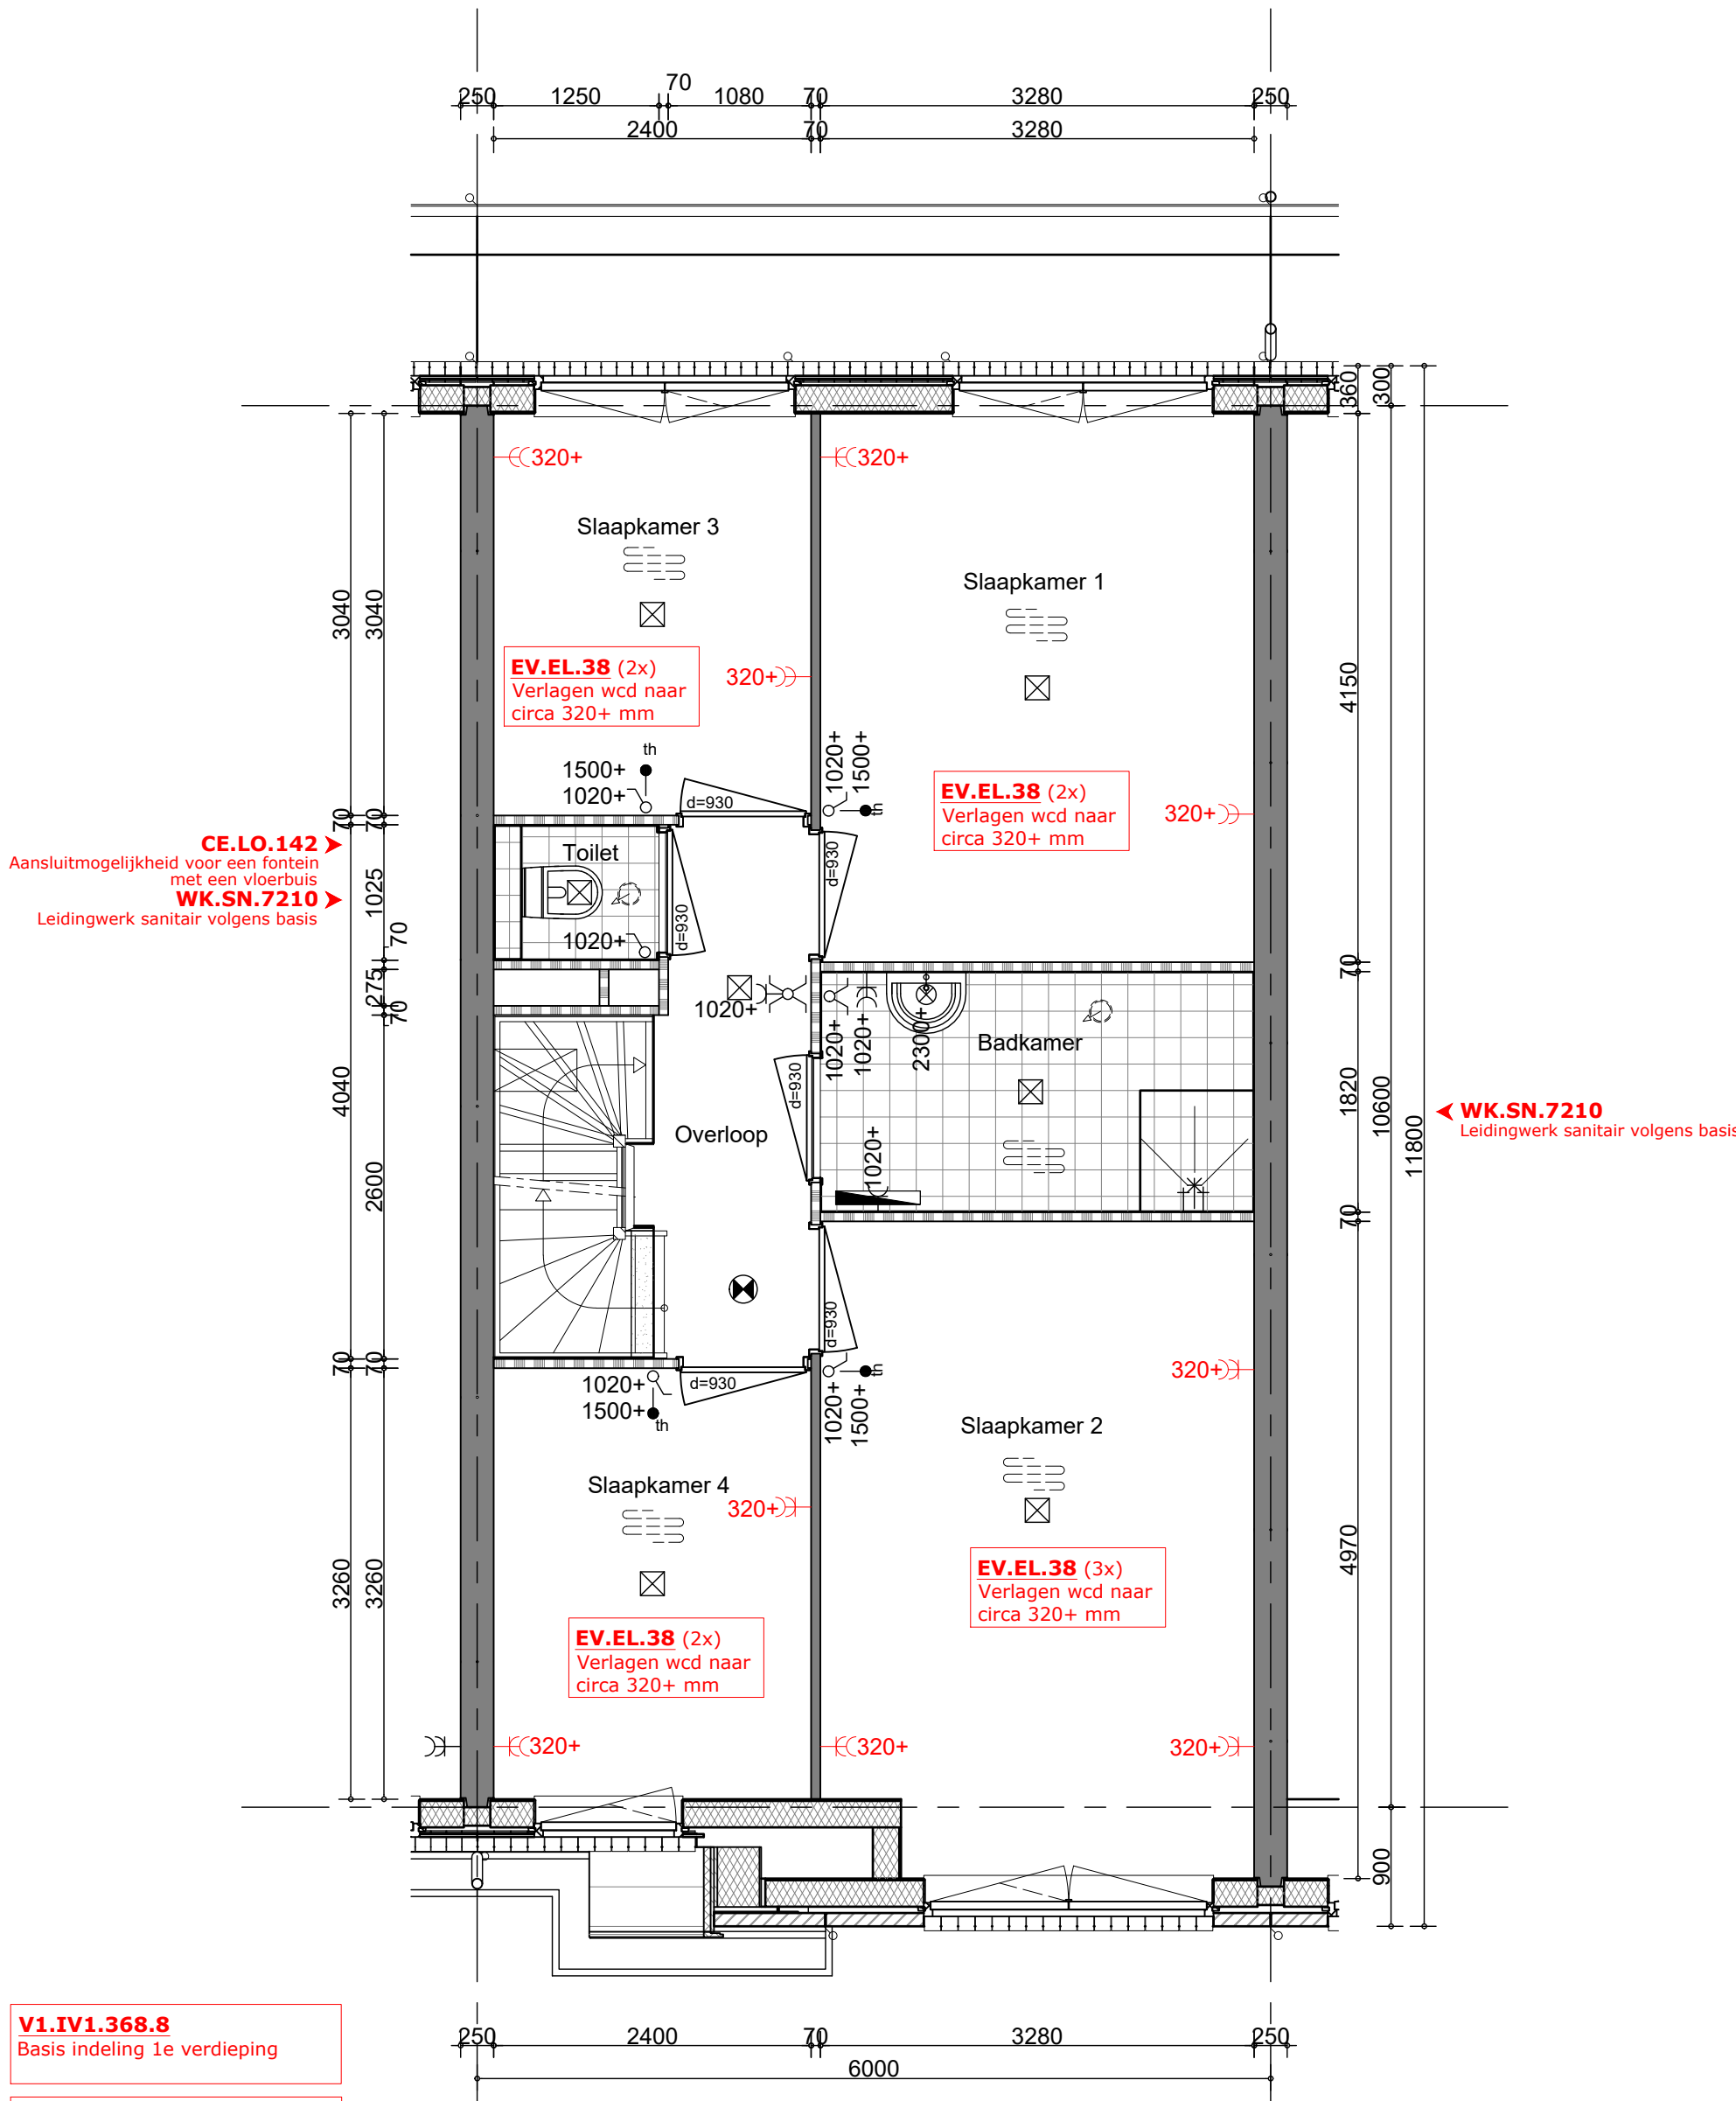 70
250 1250 1080 70 3280 250
2400 70 3280
360
300
320+
320+
Slaapkamer 3
Slaapkamer 1
3040
3040
4150
EV.EL.38 (2x)
Verlagen wcd naar
circa 320+ mm
320+
th
1500+
1020+
d=930
1020+
1500+
th
EV.EL.38 (2x)
Verlagen wcd naar
circa 320+ mm
320+
70
70
CE.LO.142
Aansluitmogelijkheid voor een fontein
met een vloerbuis
WK.SN.7210
Leidingwerk sanitair volgens basis
1025
Toilet
d=930
d=930
1020+
70
275
70
70
1020+
1020+
1020+
2300+
Badkamer
d=930
4040
2600
Overloop
1020+
1820
10600
11800
WK.SN.7210
Leidingwerk sanitair volgens basis
70
d=930
70
70
1020+
1500+
th
d=930
1020+
1500+
th
320+
Slaapkamer 2
Slaapkamer 4
320+
3260
3260
4970
EV.EL.38 (3x)
Verlagen wcd naar
circa 320+ mm
EV.EL.38 (2x)
Verlagen wcd naar
circa 320+ mm
320+
320+
320+
900
V1.IV1.368.8
Basis indeling 1e verdieping
250 2400 70 3280 250
6000